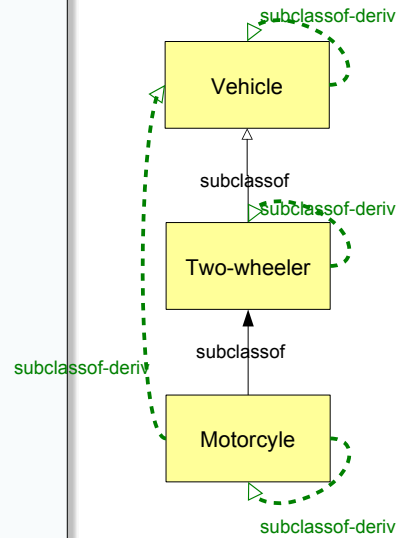 subclassof-deriv
Vehicle
subclassof
subclassof-deriv
Two-wheeler
subclassof
subclassof-deriv
Motorcyle
subclassof-deriv